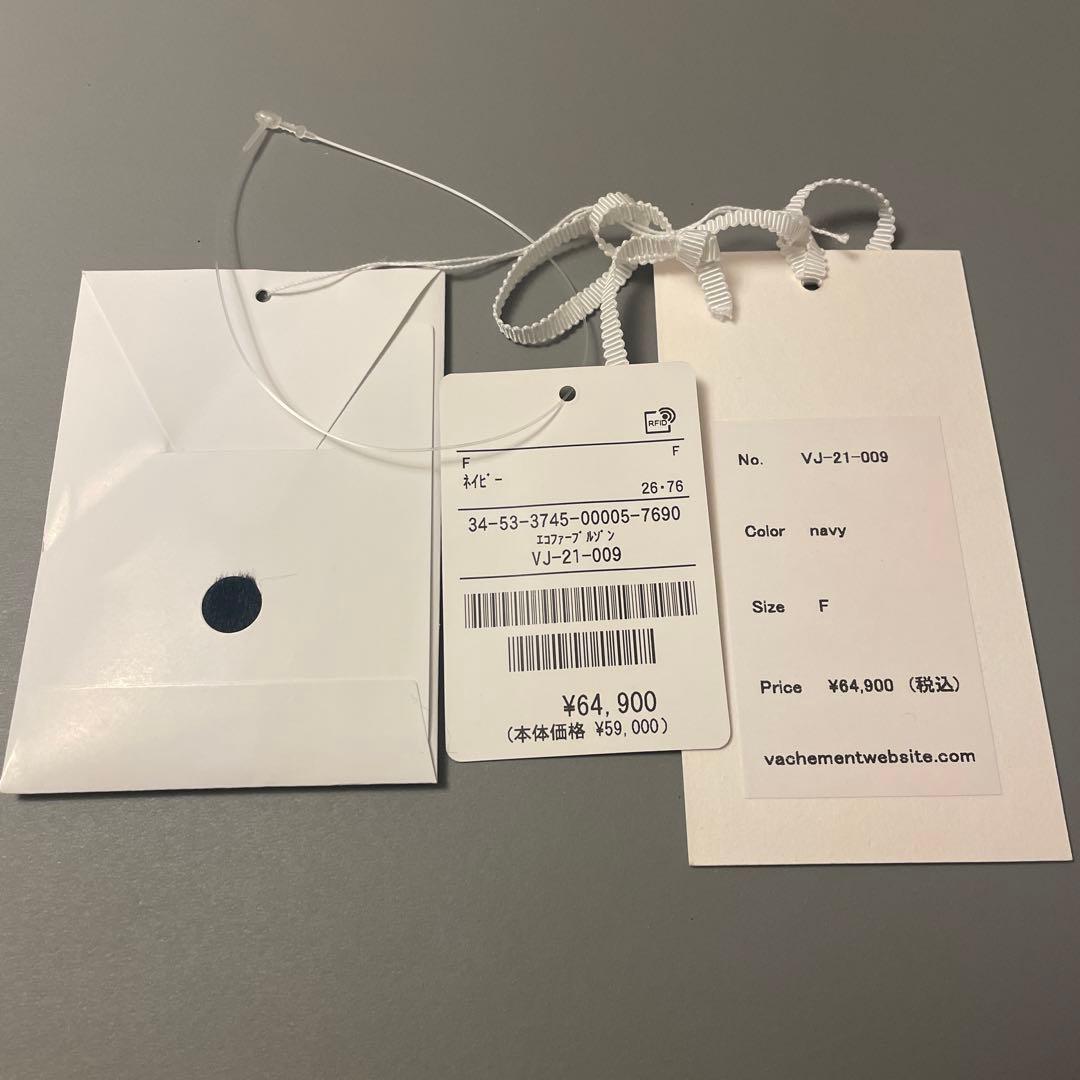 RFID
F F
ﾈｲﾋﾞｰ 26・76
34-53-3745-00005-7690
ｴｺﾌｧｰﾌﾞﾙｿﾞﾝ
VJ-21-009
¥64,900
(本体価格 ¥59,000)
No. VJ-21-009
Color navy
Size F
Price ¥64,900 (税込)
vachementwebsite.com